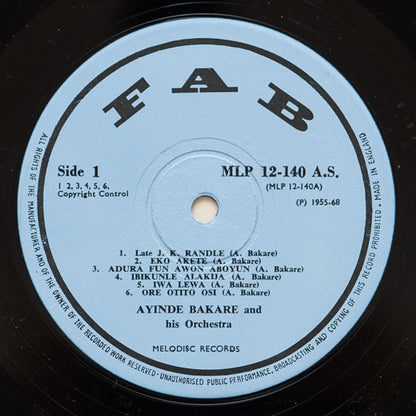 FAB
Side 1
1 2, 3, 4, 5, 6,
Copyright Control
MLP 12-140 A.S.
(MLP 12-140A)
(P) 1955-68
1. Late J. K. RANDLE (A. Bakare)
2. EKO AKETE (A. Bakare)
3. ADURA FUN AWON ABOYUN (A. Bakare)
4. IBIKUNLE ALAKIJA (A. Bakare)
5. IWA LEWA (A. Bakare)
6. ORE OTITO OSI (A. Bakare)
AYINDE BAKARE and
his Orchestra
MELODISC RECORDS
ALL RIGHTS OF THE MANUFACTURER AND OF THE OWNER OF THE RECORDED WORK RESERVED - UNAUTHORISED PUBLIC PERFORMANCE, BROADCASTING AND COPYING OF THIS RECORD PROHIBITED. MADE IN ENGLAND